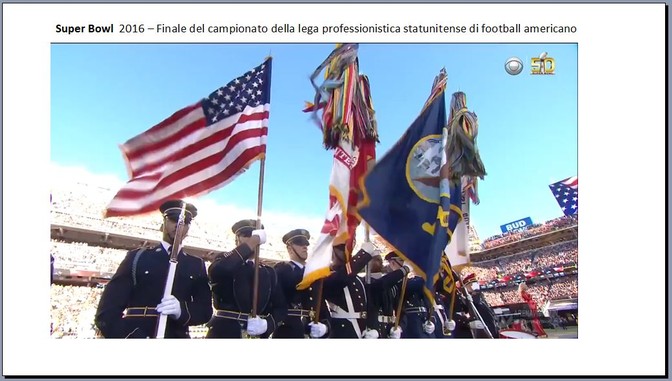 Super Bowl 2016 – Finale del campionato della lega professionistica statunitense di football americano
50
BUD